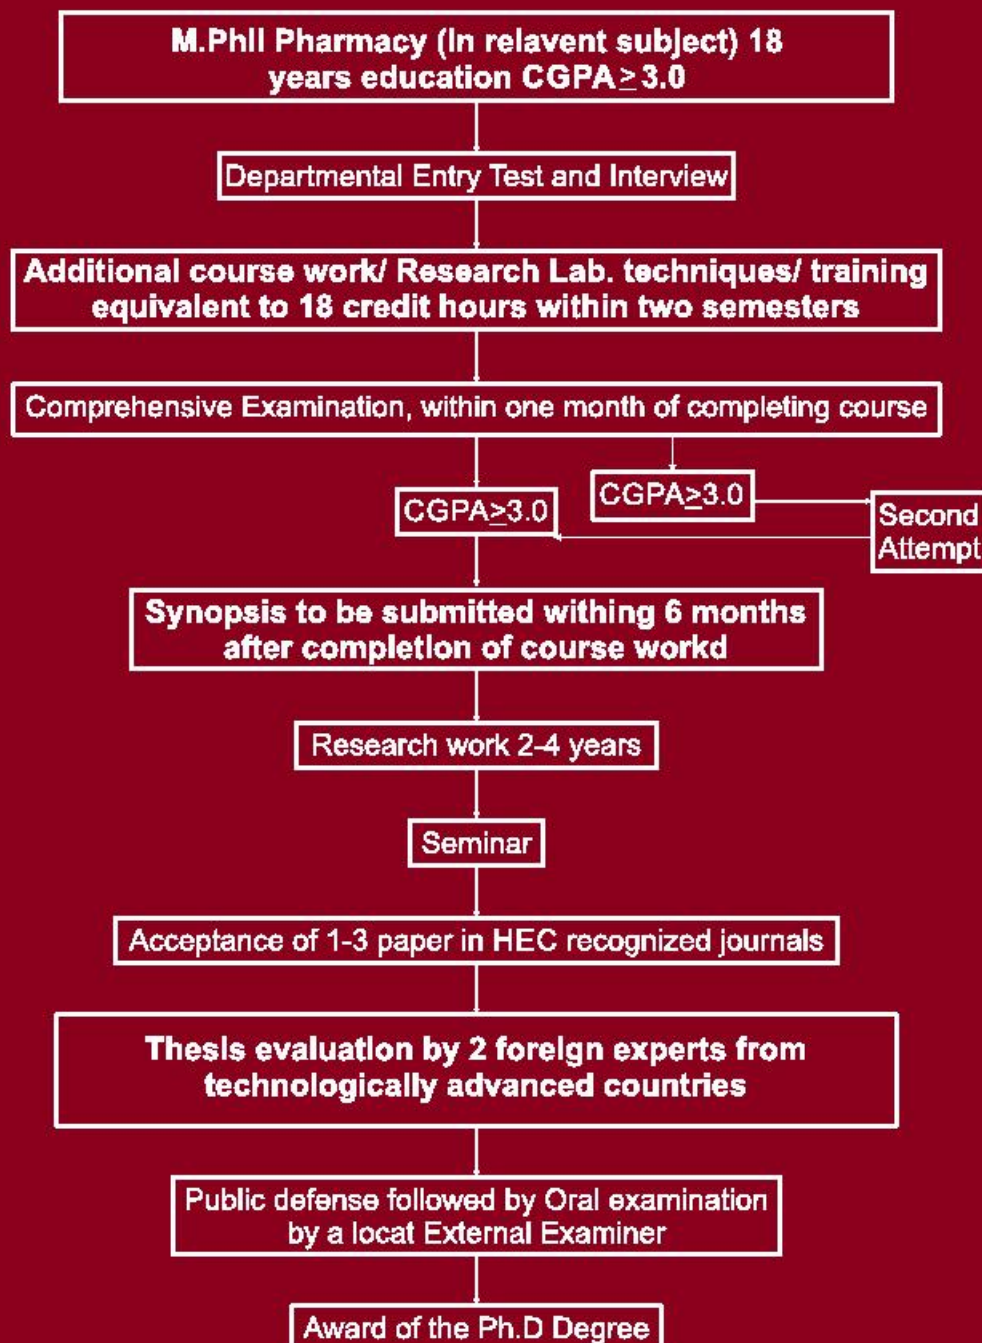 M.Phll Pharmacy (In relavent subject) 18
years education CGPA ≥ 3.0
Departmental Entry Test and Interview
Additional course work/ Research Lab. techniques/ training
equivalent to 18 credit hours within two semesters
Comprehensive Examination, within one month of completing course
CGPA≥3.0
CGPA≥3.0
Second
Attempt
Synopsis to be submitted withing 6 months
after completion of course workd
Research work 2-4 years
Seminar
Acceptance of 1-3 paper in HEC recognized journals
Thesis evaluation by 2 foreign experts from
technologically advanced countries
Public defense followed by Oral examination
by a locat External Examiner
Award of the Ph.D Degree